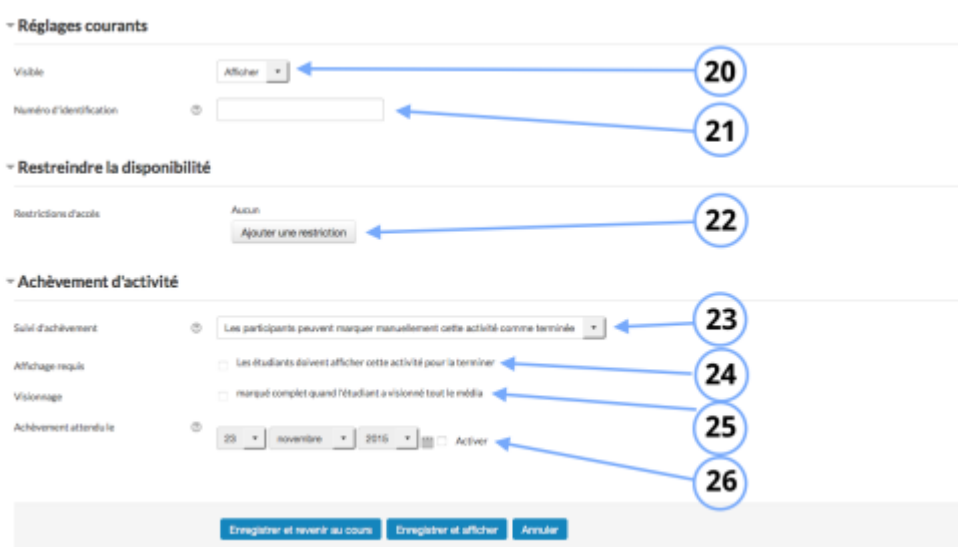 Réglages courants
Visible Afficher 20
Numéro d'identification 21
Restreindre la disponibilité
Restrictions d'accès Aucun
Ajouter une restriction 22
Achèvement d'activité
Suivi d'achèvement Les participants peuvent marquer manuellement cette activité comme terminée 23
Affichage requis Les étudiants doivent afficher cette activité pour la terminer 24
Visionnage marqué complet quand l'étudiant a visionné tout le média 25
Achèvement attendu le 23 novembre 2015 Activer 26
Enregistrer et revenir au cours Enregistrer et afficher Annuler